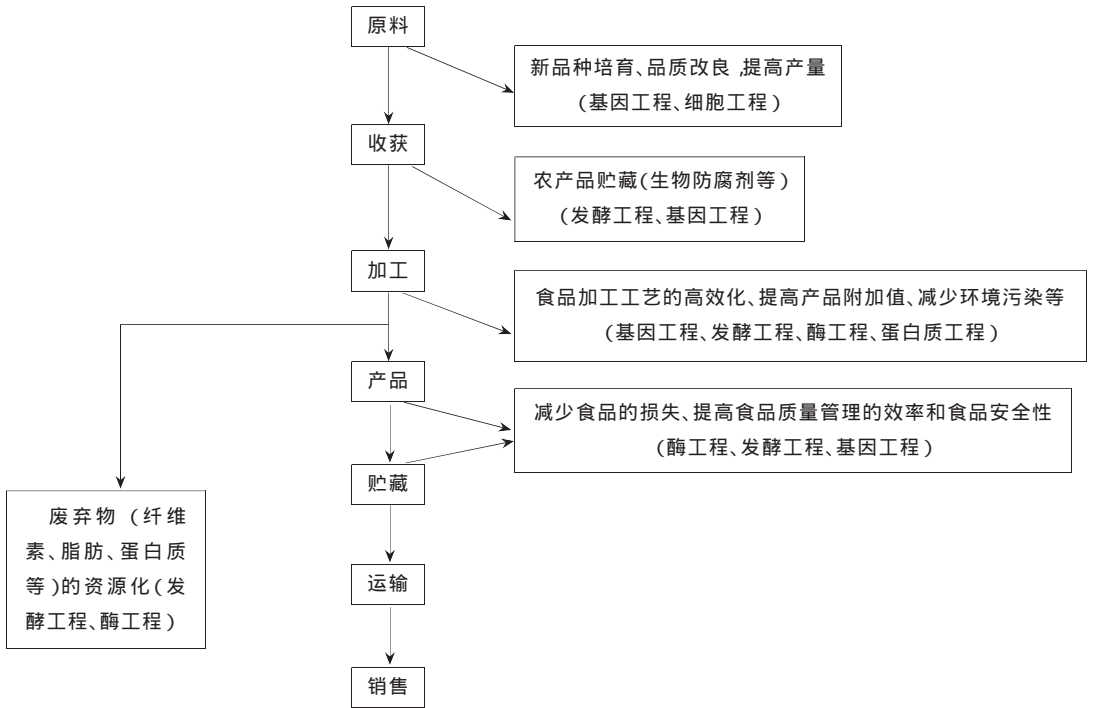 原料
新品种培育、品质改良,提高产量
(基因工程、细胞工程)
收获
农产品贮藏(生物防腐剂等)
(发酵工程、基因工程)
加工
食品加工工艺的高效化、提高产品附加值、减少环境污染等
(基因工程、发酵工程、酶工程、蛋白质工程)
产品
减少食品的损失、提高食品质量管理的效率和食品安全性
(酶工程、发酵工程、基因工程)
贮藏
废弃物(纤维
素、脂肪、蛋白质
等)的资源化(发
酵工程、酶工程)
运输
销售